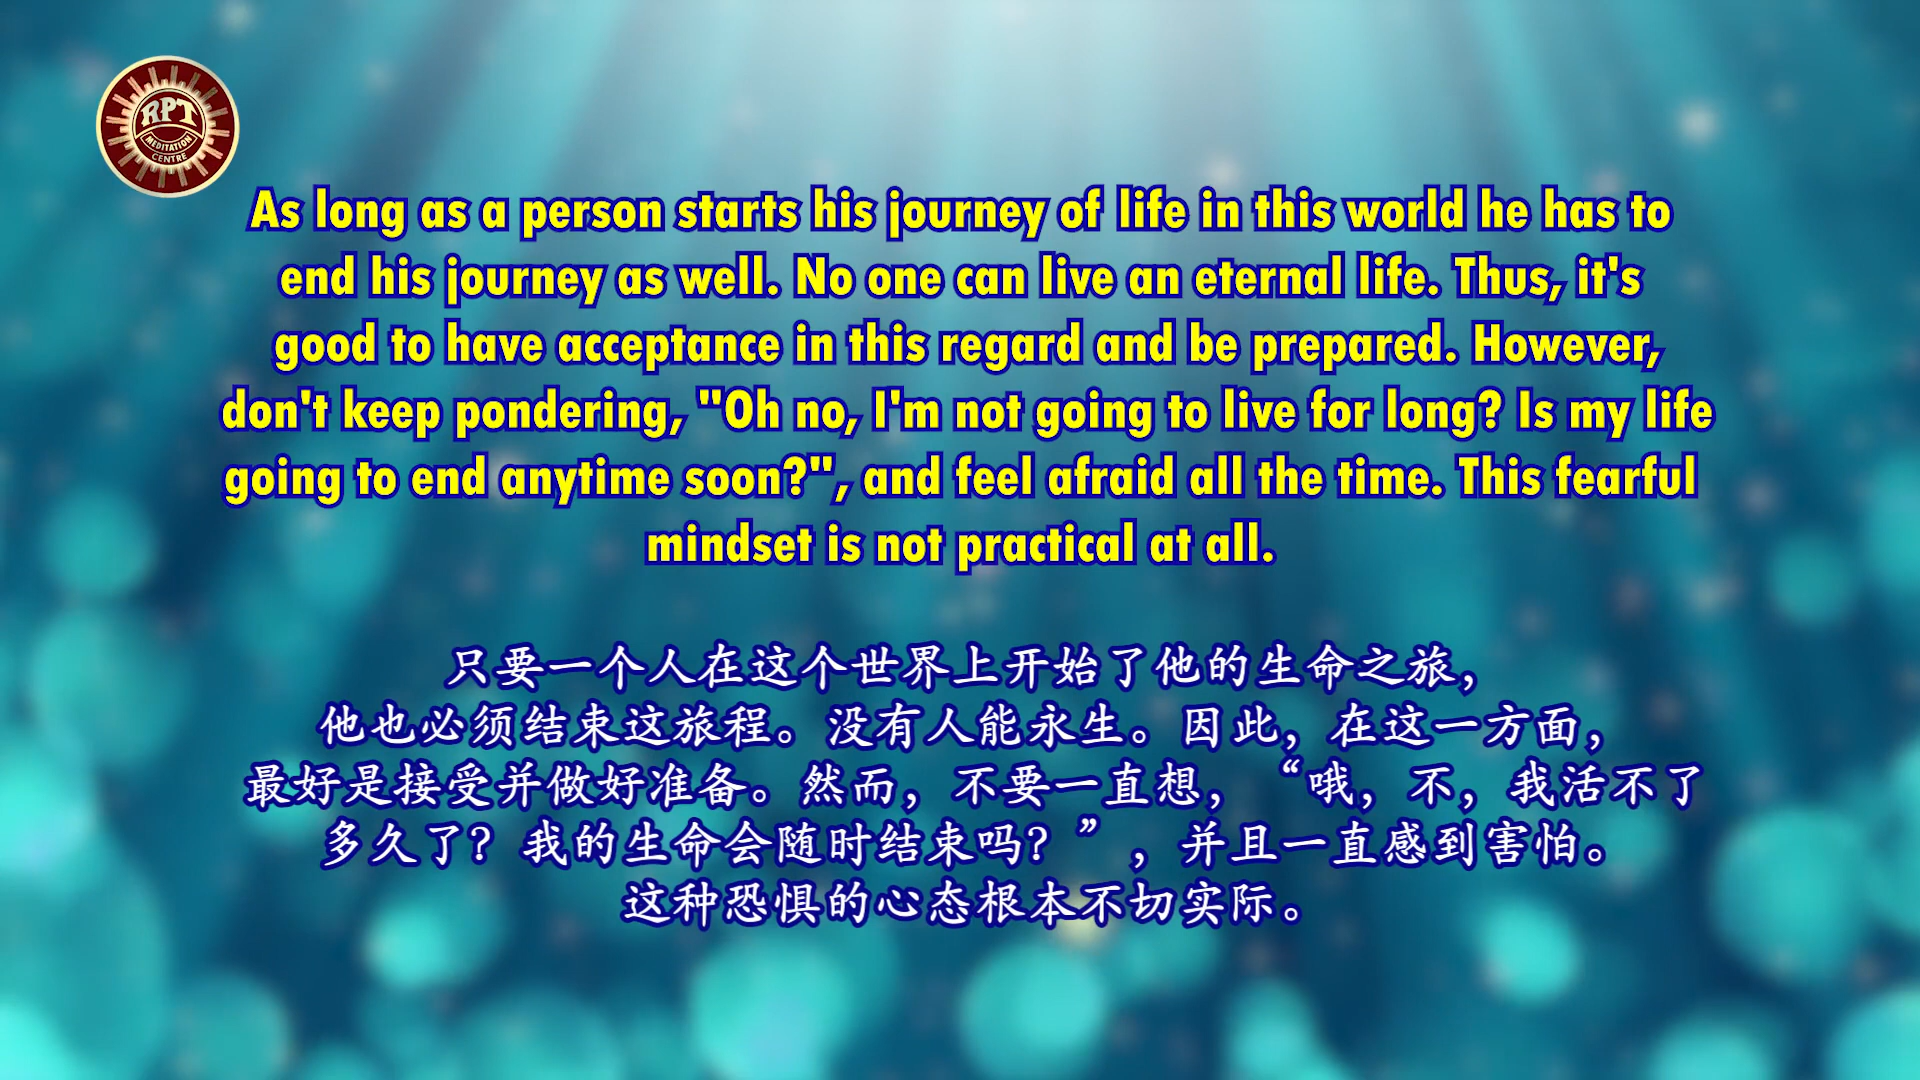 RPT
MEDITATION
CENTRE
As long as a person starts his journey of life in this world he has to
end his journey as well. No one can live an eternal life. Thus, it's
good to have acceptance in this regard and be prepared. However,
don't keep pondering, "Oh no, I'm not going to live for long? Is my life
going to end anytime soon?", and feel afraid all the time. This fearful
mindset is not practical at all.
只要一个人在这个世界上开始了他的生命之旅，
他也必须结束这旅程。没有人能永生。因此，在这一方面，
最好是接受并做好准备。然而，不要一直想，“哦，不，我活不了
多久了？我的生命会随时结束吗？”，并且一直感到害怕。
这种恐惧的心态根本不切实际。